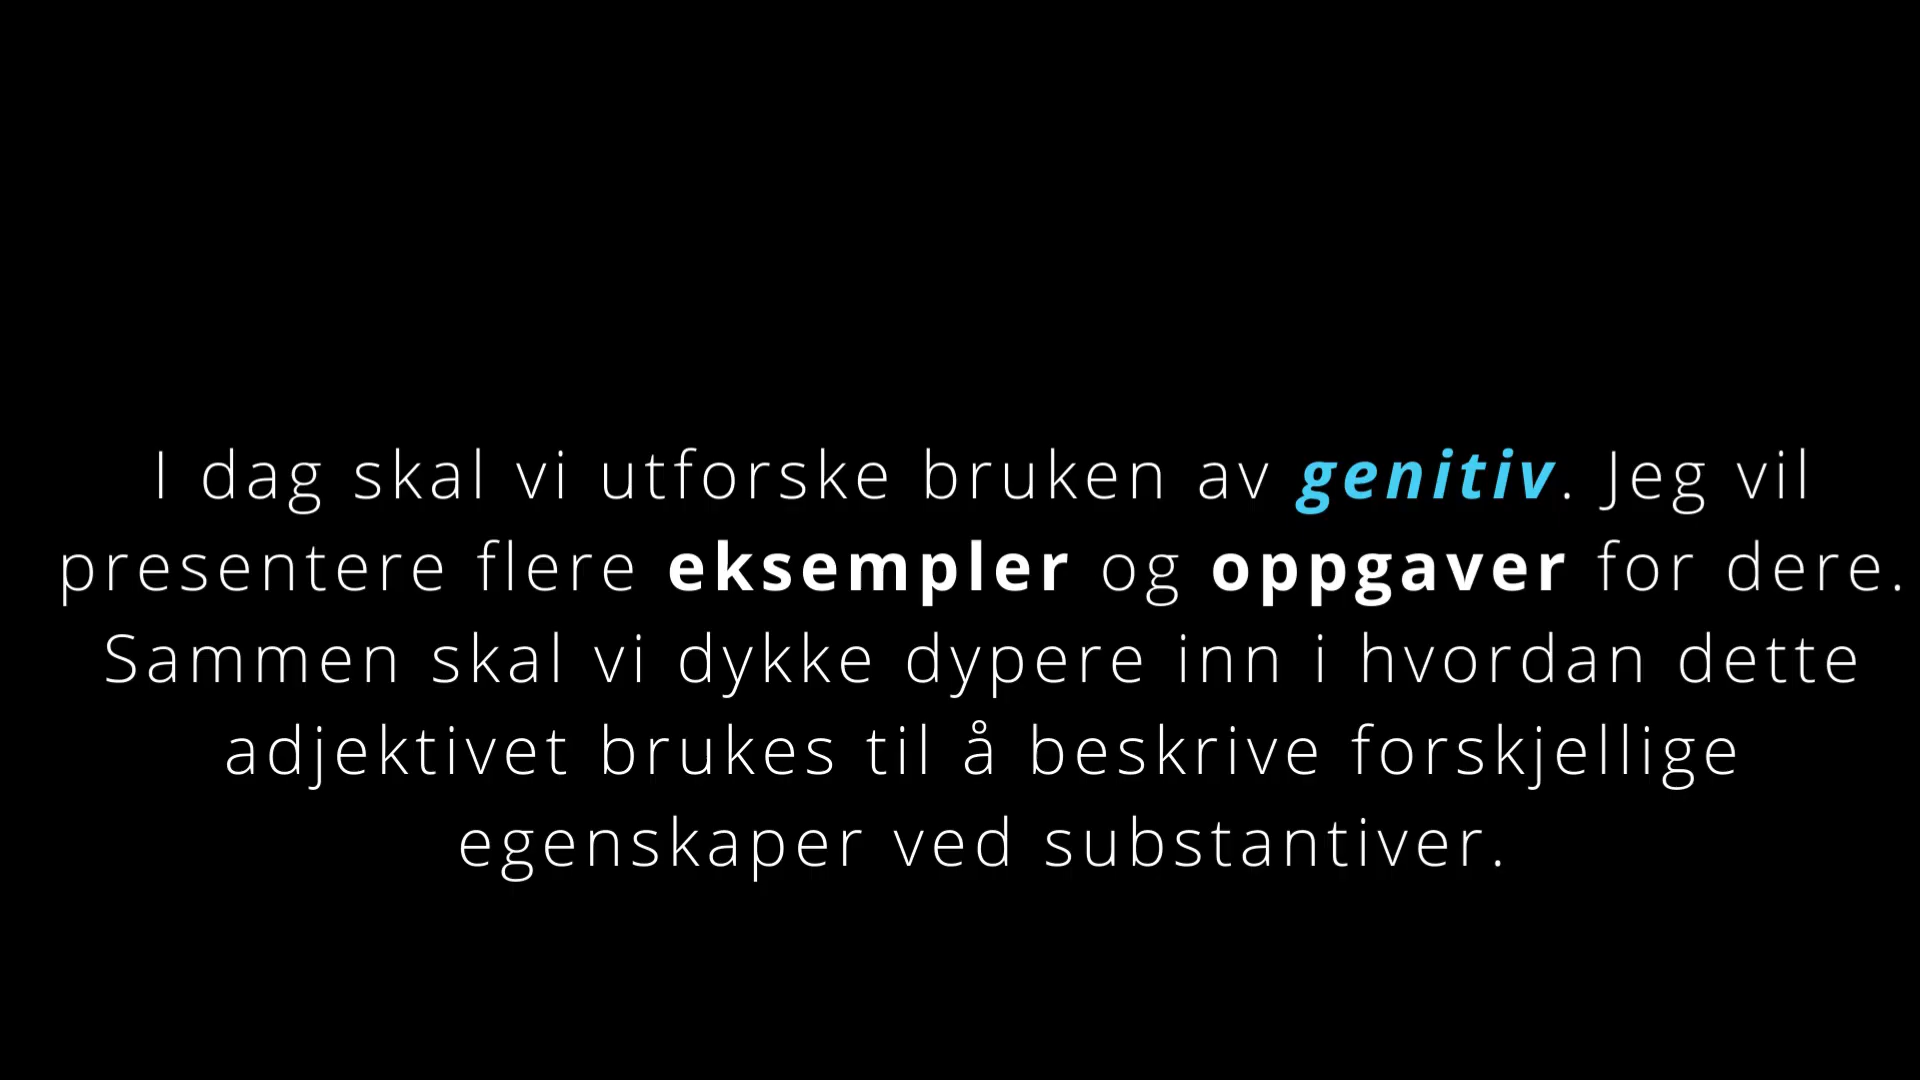 I dag skal vi utforske bruken av genitiv. Jeg vil
presentere flere eksempler og oppgaver for dere.
Sammen skal vi dykke dypere inn i hvordan dette
adjektivet brukes til å beskrive forskjellige
egenskaper ved substantiver.